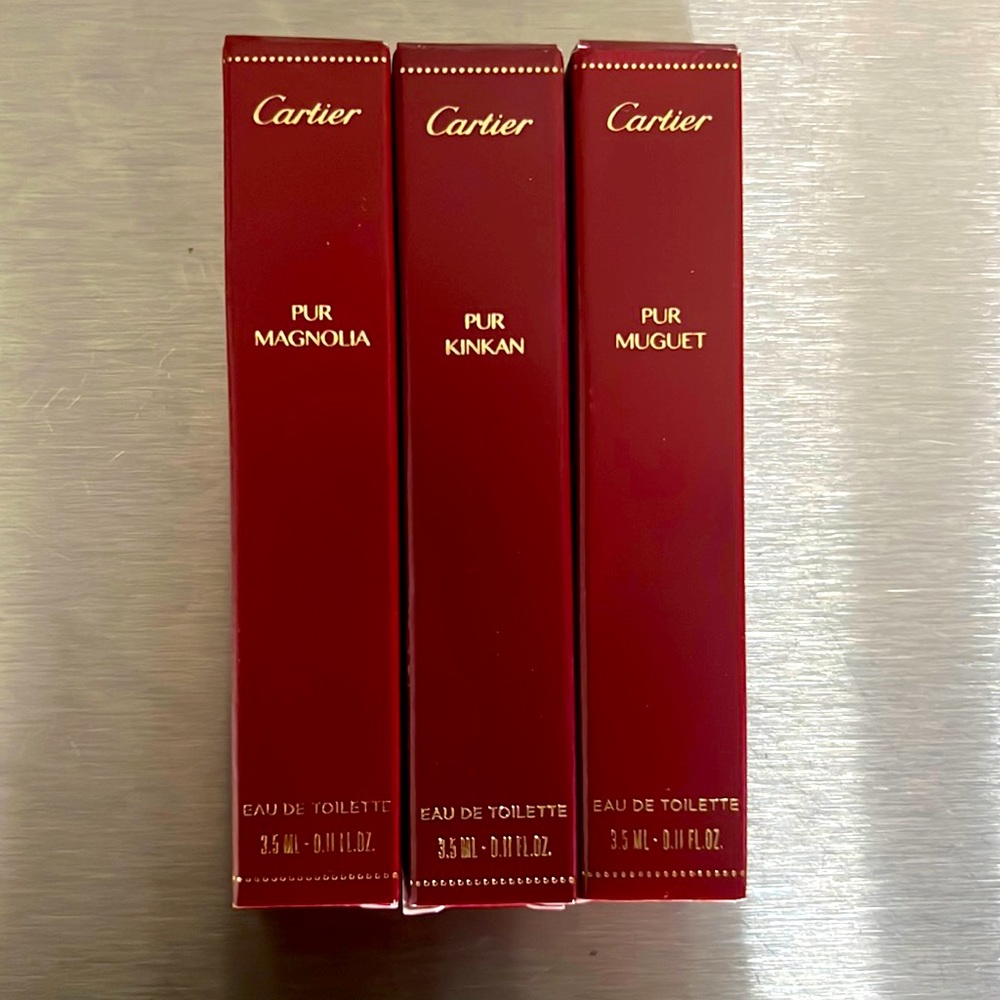 Cartier
PUR
MAGNOLIA
EAU DE TOILETTE
3.5 ML - 0.11 FL.OZ.
Cartier
PUR
KINKAN
EAU DE TOILETTE
3.5 ML - 0.11 FL.OZ.
Cartier
PUR
MUGUET
EAU DE TOILETTE
3.5 ML - 0.11 FL.OZ.